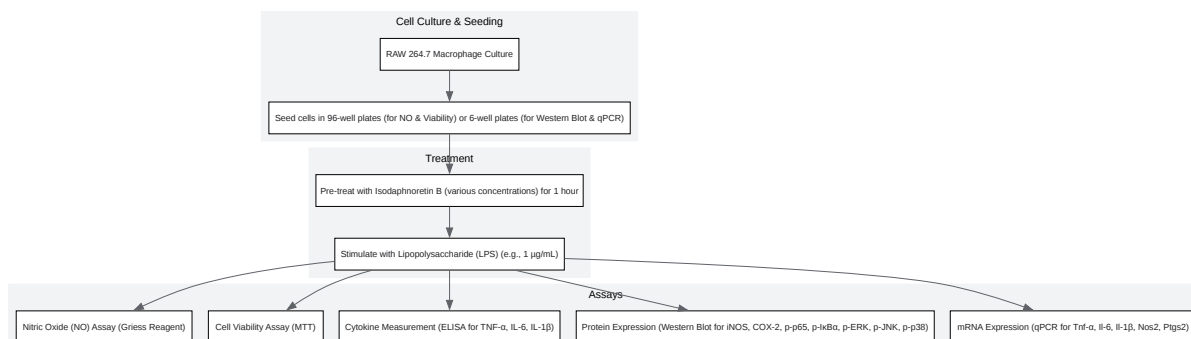 Cell Culture & Seeding
RAW 264.7 Macrophage Culture
Seed cells in 96-well plates (for NO & Viability) or 6-well plates (for Western Blot & qPCR)
Treatment
Pre-treat with Isodaphnoretin B (various concentrations) for 1 hour
Stimulate with Lipopolysaccharide (LPS) (e.g., 1 µg/mL)
Assays
Nitric Oxide (NO) Assay (Griess Reagent)
Cell Viability Assay (MTT)
Cytokine Measurement (ELISA for TNF-α, IL-6, IL-1β)
Protein Expression (Western Blot for iNOS, COX-2, p-p65, p-IκBα, p-ERK, p-JNK, p-p38)
mRNA Expression (qPCR for Tnf-α, Il-6, Il-1β, Nos2, Ptgs2)